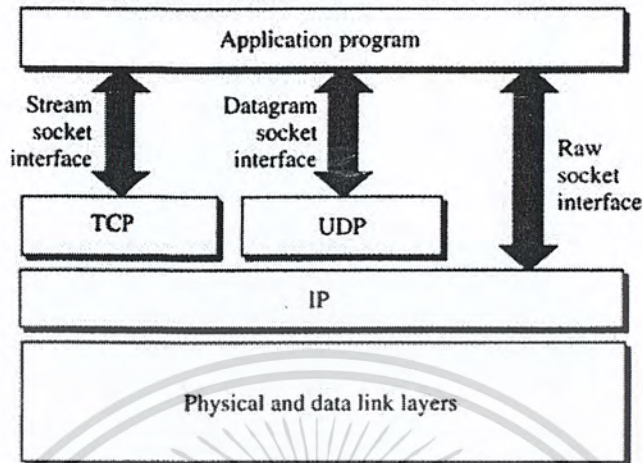 Application program
Stream
socket
interface
Datagram
socket
interface
Raw
socket
interface
TCP
UDP
IP
Physical and data link layers